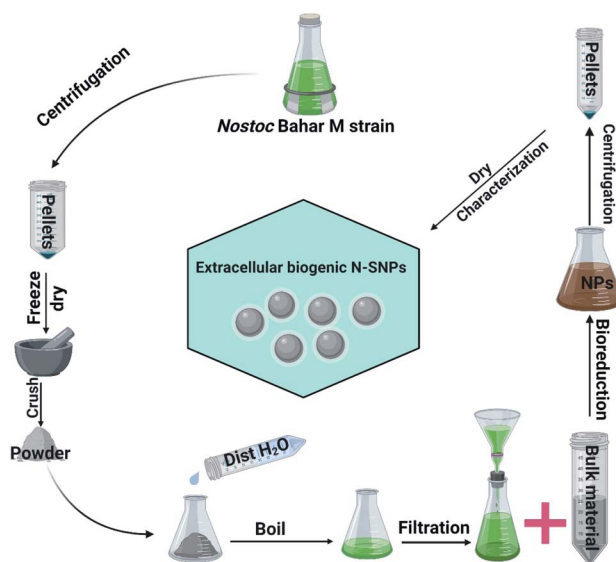 Nostoc Bahar M strain
Centrifugation
Pellets
Freeze
dry
Crush
Powder
Dist H₂O
Boil
Filtration
Bulk material
Bioreduction
NPs
Centrifugation
Pellets
Dry
Characterization
Extracellular biogenic N-SNPs